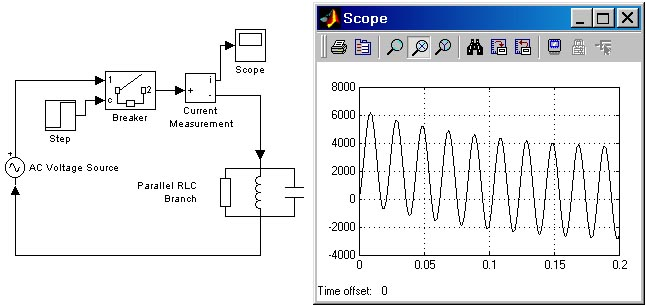 Scope
1
2
c
Breaker
Step
+
i
-
Current
Measurement
Scope
+
AC Voltage Source
Parallel RLC
Branch
8000
6000
4000
2000
0
-2000
-4000
0
0.05
0.1
0.15
0.2
Time offset: 0